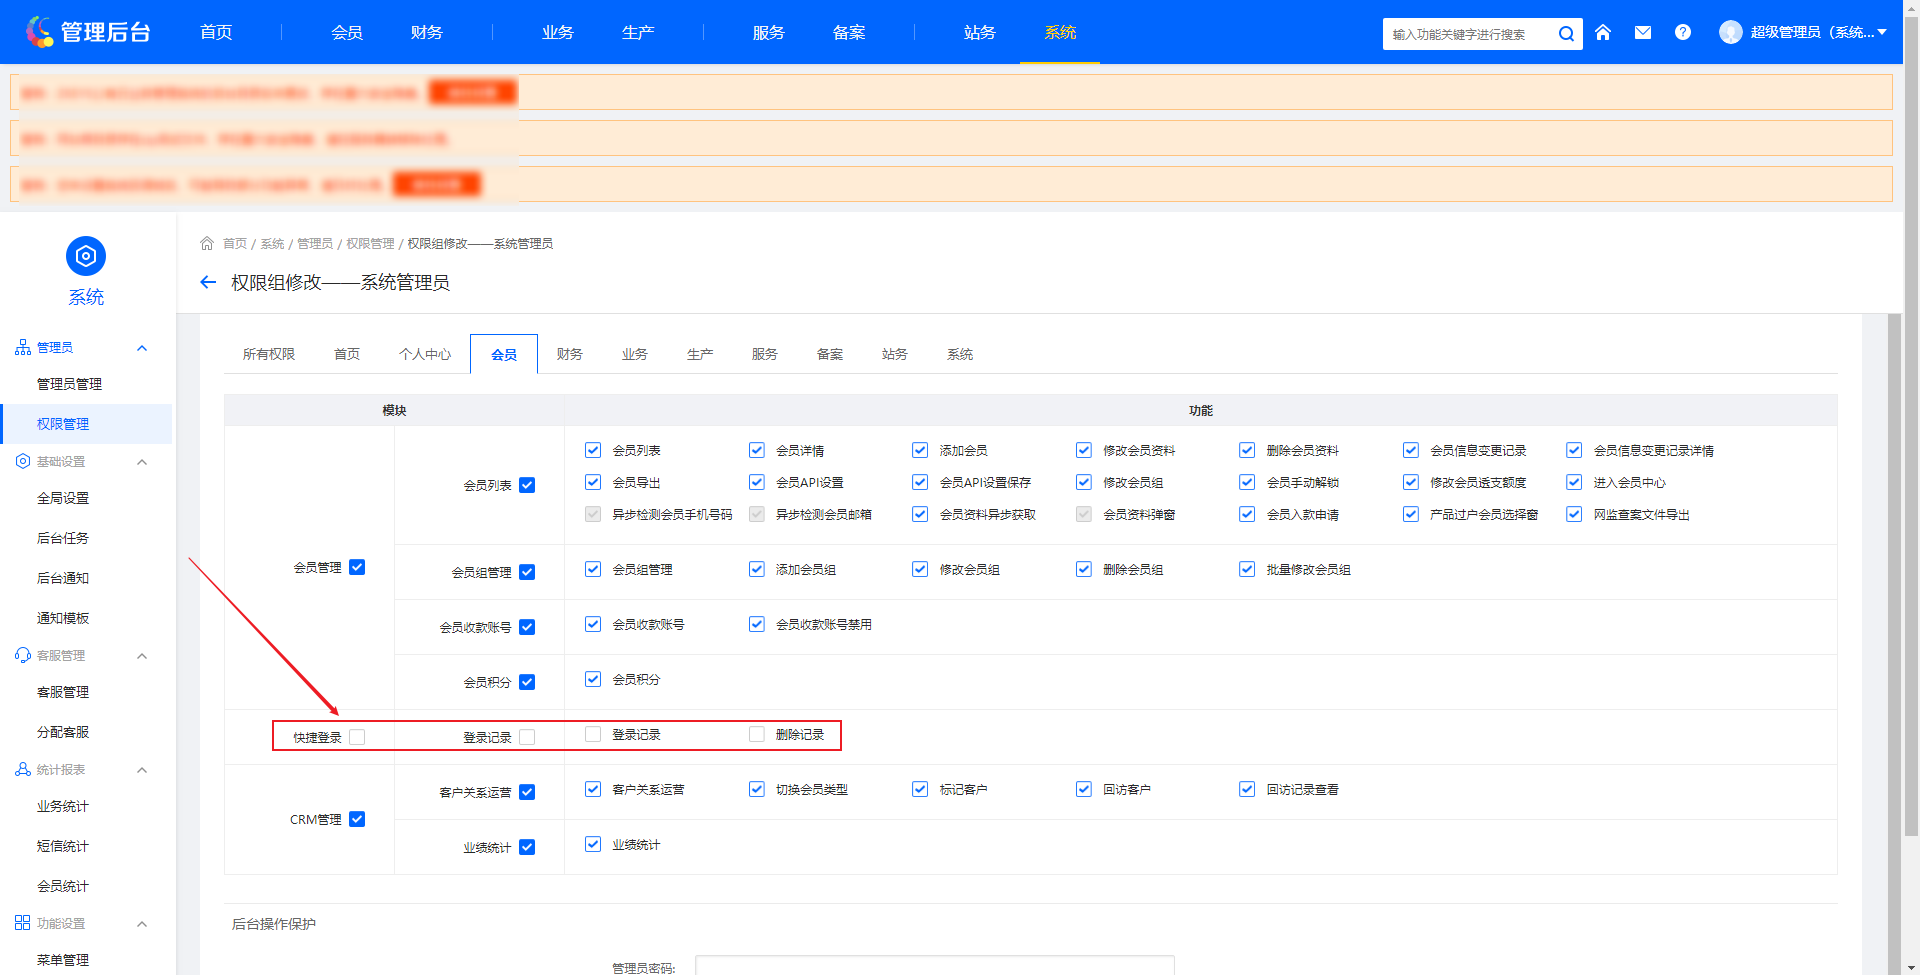 管理后台 首页 会员 财务 业务 生产 服务 备案 站务 系统 输入功能关键字进行搜索 超级管理员（系统...
系统
管理员
管理员管理
权限管理
基础设置
全局设置
后台任务
后台通知
通知模板
客服管理
客服管理
分配客服
统计报表
业务统计
短信统计
会员统计
功能设置
菜单管理
首页 / 系统 / 管理员 / 权限管理 / 权限组修改——系统管理员
权限组修改——系统管理员
所有权限 首页 个人中心 会员 财务 业务 生产 服务 备案 站务 系统
模块 功能
会员管理
会员列表
会员列表 会员详情 添加会员 修改会员资料 删除会员资料 会员信息变更记录 会员信息变更记录详情
会员导出 会员API设置 会员API设置保存 修改会员组 会员手动解锁 修改会员透支额度 进入会员中心
异步检测会员手机号码 异步检测会员邮箱 会员资料异步获取 会员资料弹窗 会员入款申请 产品过户会员选择窗 网监查案文件导出
会员组管理 会员组管理 添加会员组 修改会员组 删除会员组 批量修改会员组
会员收款账号 会员收款账号 会员收款账号禁用
会员积分 会员积分
快捷登录 登录记录 登录记录 删除记录
CRM管理
客户关系运营 客户关系运营 切换会员类型 标记客户 回访客户 回访记录查看
业绩统计 业绩统计
后台操作保护
管理员密码: